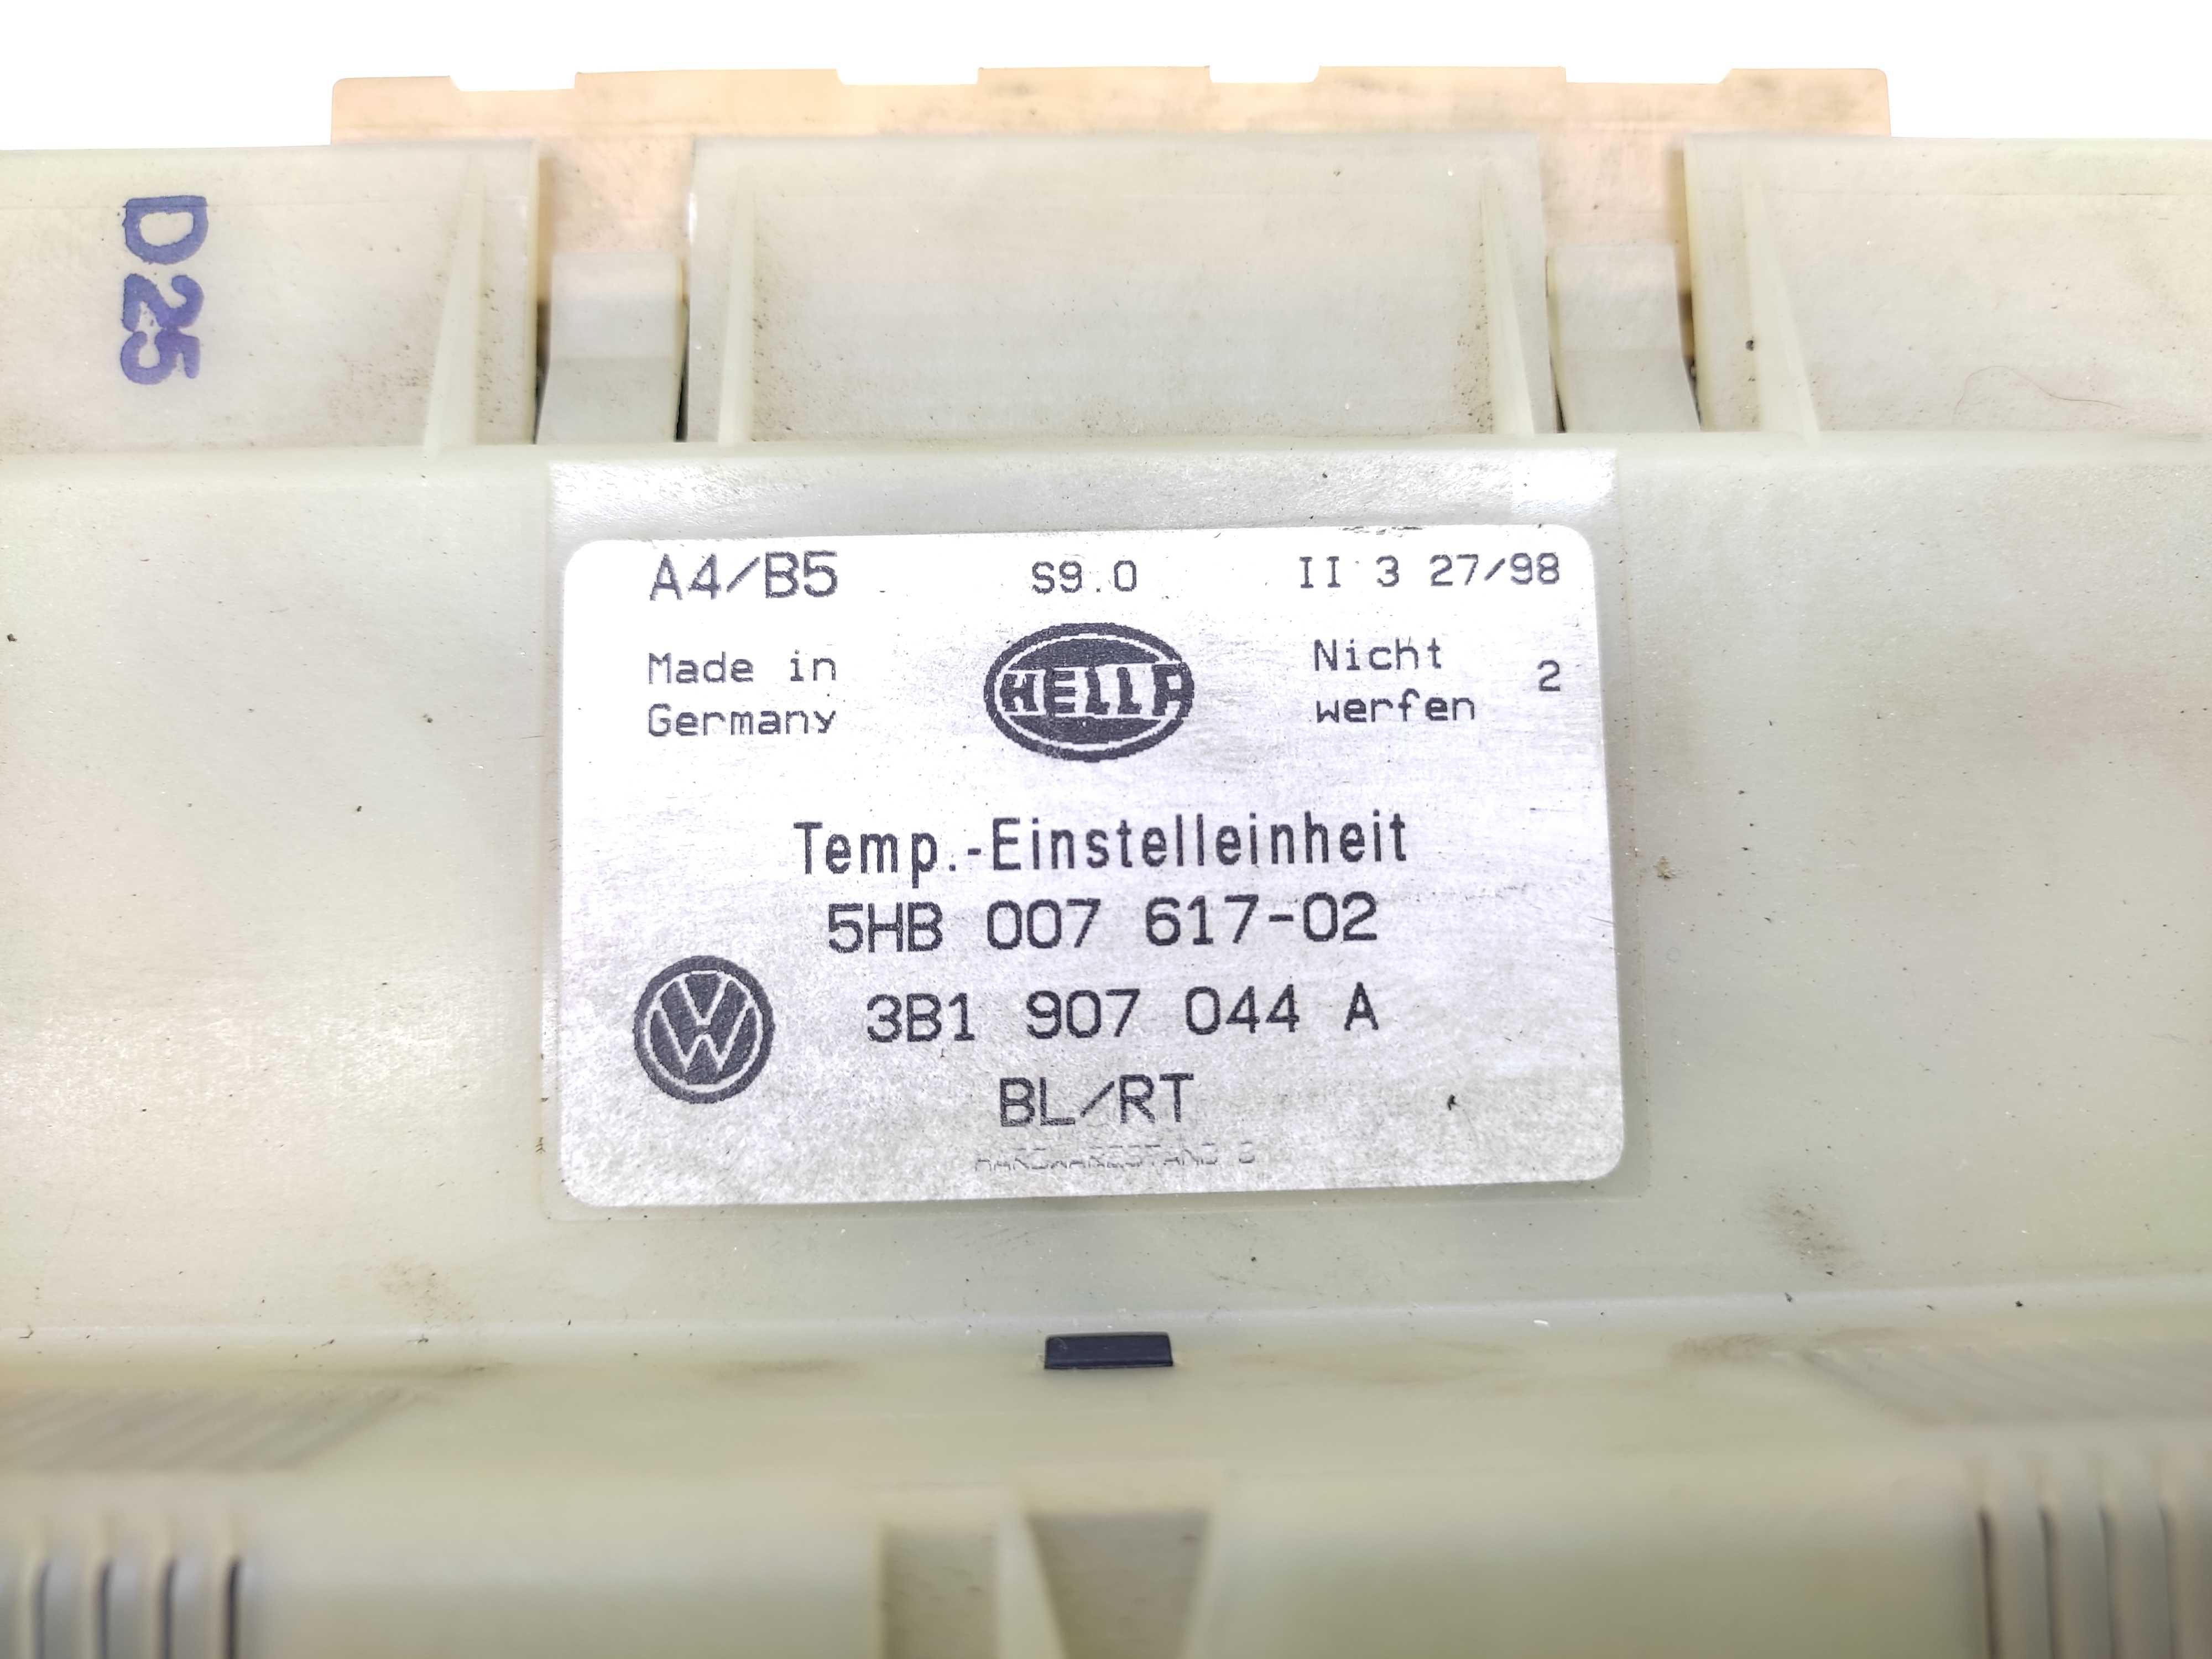 D25
A4/B5 S9.0 II 3 27/98
Made in
Germany
HELLA
Nicht
werfen
2
Temp.-Einstelleinheit
5HB 007 617-02
VW
3B1 907 044 A
BL/RT